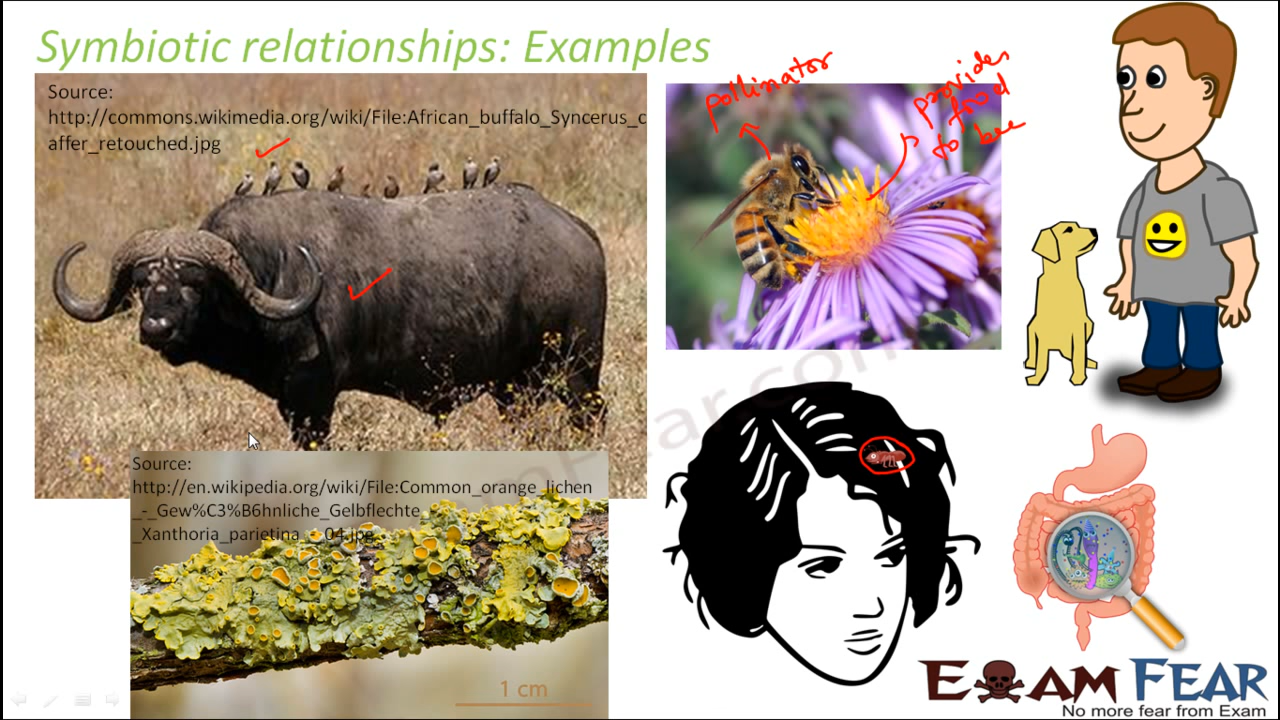 Symbiotic relationships: Examples
Source:
http://commons.wikimedia.org/wiki/File:African_buffalo_Syncerus_c
affer_retouched.jpg
pollinator
provides
food
to bee
Source:
http://en.wikipedia.org/wiki/File:Common_orange_lichen
_-_Gew%C3%B6hnliche_Gelbflechte_
_Xanthoria_parietina_-_04.jpg
1 cm
EXAM FEAR
No more fear from Exam